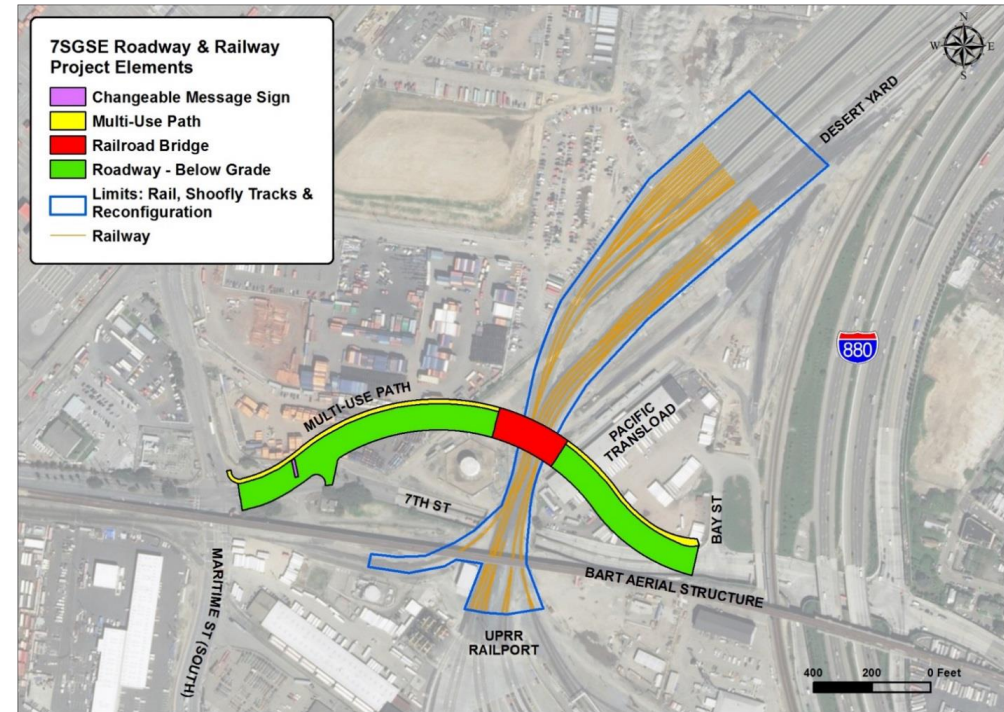 7SGSE Roadway & Railway
Project Elements
Changeable Message Sign
Multi-Use Path
Railroad Bridge
Roadway - Below Grade
Limits: Rail, Shoofly Tracks &
Reconfiguration
Railway
N
W
E
S
DESERT YARD
880
MULTI-USE PATH
PACIFIC
TRANSLOAD
7TH ST
BAY ST
MARITIME ST (SOUTH)
BART AERIAL STRUCTURE
UPRR
RAILPORT
400 200 0 Feet